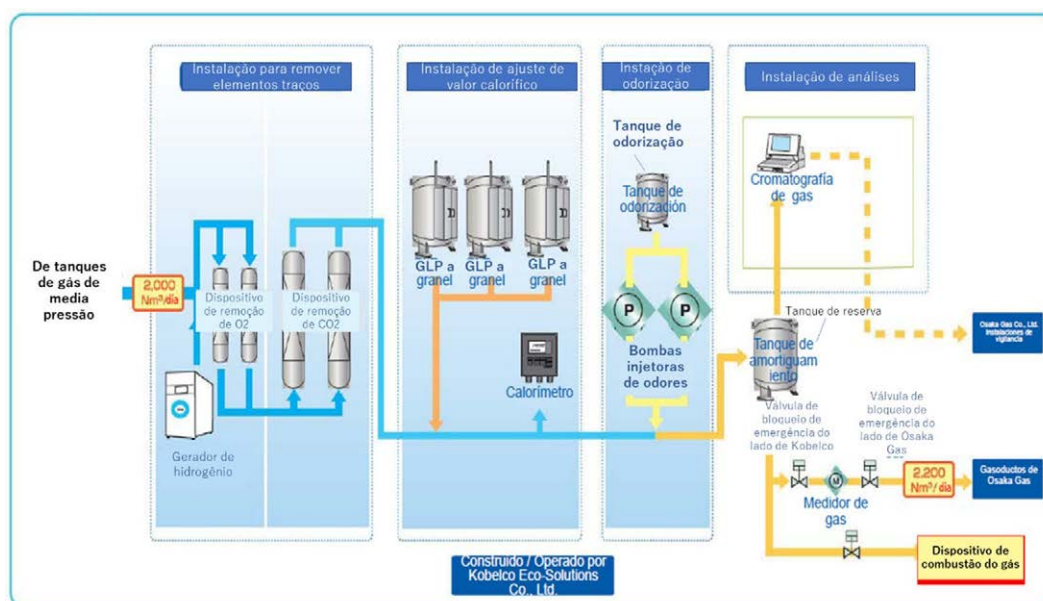 Instalação para remover
elementos traços
Instalação de ajuste de
valor calorífico
Instação de
odorização
Instalação de análises
De tanques
de gás de
media
pressão
2,000
Nm³/dia
Dispositivo
de remoção
de O2
Dispositivo
de remoção
de CO2
Gerador de
hidrogênio
GLP a
granel
GLP a
granel
GLP a
granel
Calorímetro
Tanque de
odorização
Tanque de
odorización
P
P
Bombas
injetoras
de odores
Cromatografía
de gas
Tanque de reserva
Tanque de
amortiguam
iento
Osaka Gas Co., Ltd.
Instalaciones de
vigilancia
Válvula de
bloqueio de
emergência do
lado de Kobelco
Válvula de
bloqueio de
emergência do
lado de Osaka
Gas
M
Medidor de
gas
2,200
Nm³/dia
Gasoductos de
Osaka Gas
Dispositivo de
combustão do gás
Construido / Operado por
Kobelco Eco-Solutions
Co., Ltd.